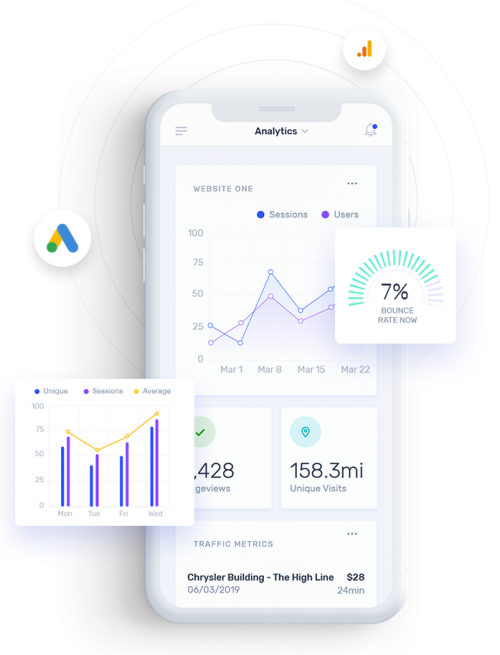 Analytics
WEBSITE ONE
Sessions Users
100
75
50
25
0
Mar 1 Mar 8 Mar 15 Mar 22
7%
BOUNCE
RATE NOW
Unique Sessions Average
100
75
50
25
0
Mon Tue Fri Wed
,428
geviews
158.3mi
Unique Visits
TRAFFIC METRICS
Chrysler Building - The High Line $28
06/03/2019 24min